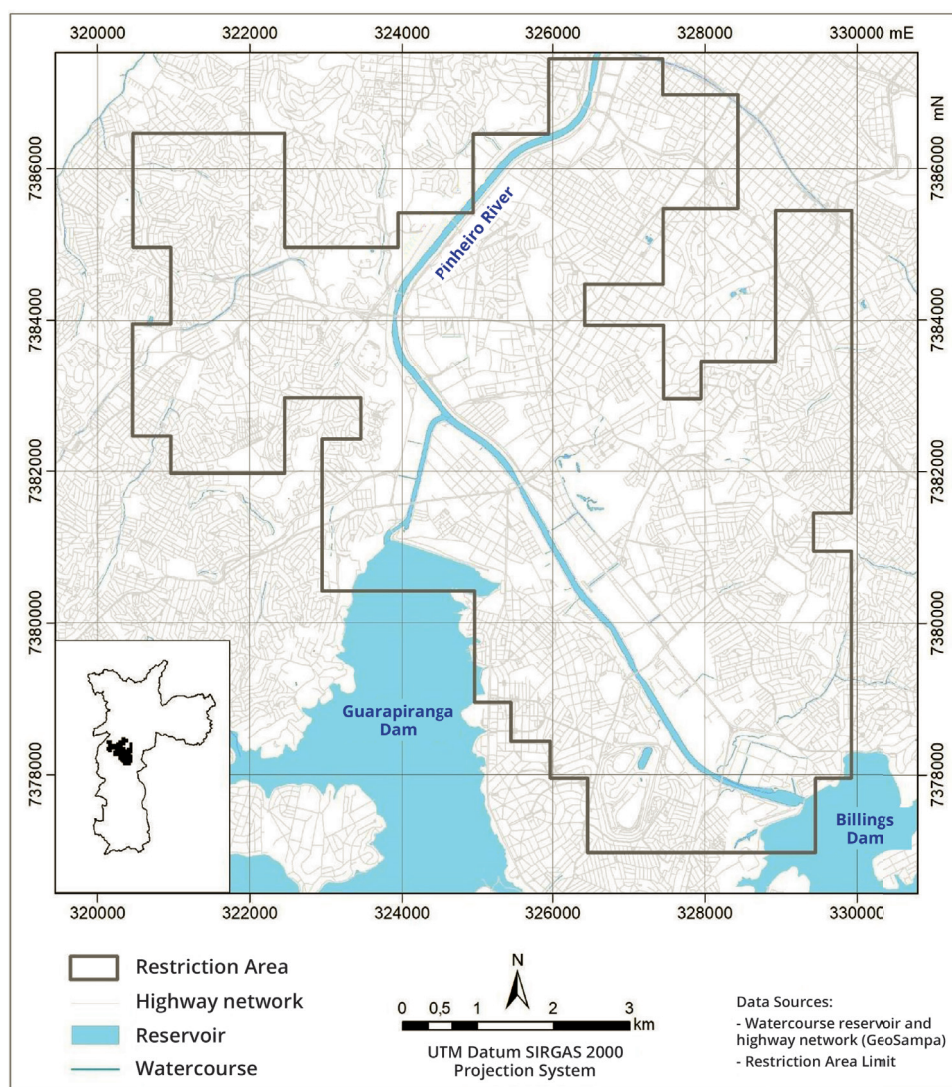 320000 322000 324000 326000 328000 330000 mE
mN
7386000
7386000
Pinheiro River
7384000
7384000
7382000
7382000
7380000
7380000
Guarapiranga
Dam
7378000
7378000
Billings
Dam
320000 322000 324000 326000 328000 330000
Restriction Area
Highway network
Reservoir
Watercourse
N
0 0,5 1 2 3
km
UTM Datum SIRGAS 2000
Projection System
Data Sources:
- Watercourse reservoir and
highway network (GeoSampa)
- Restriction Area Limit